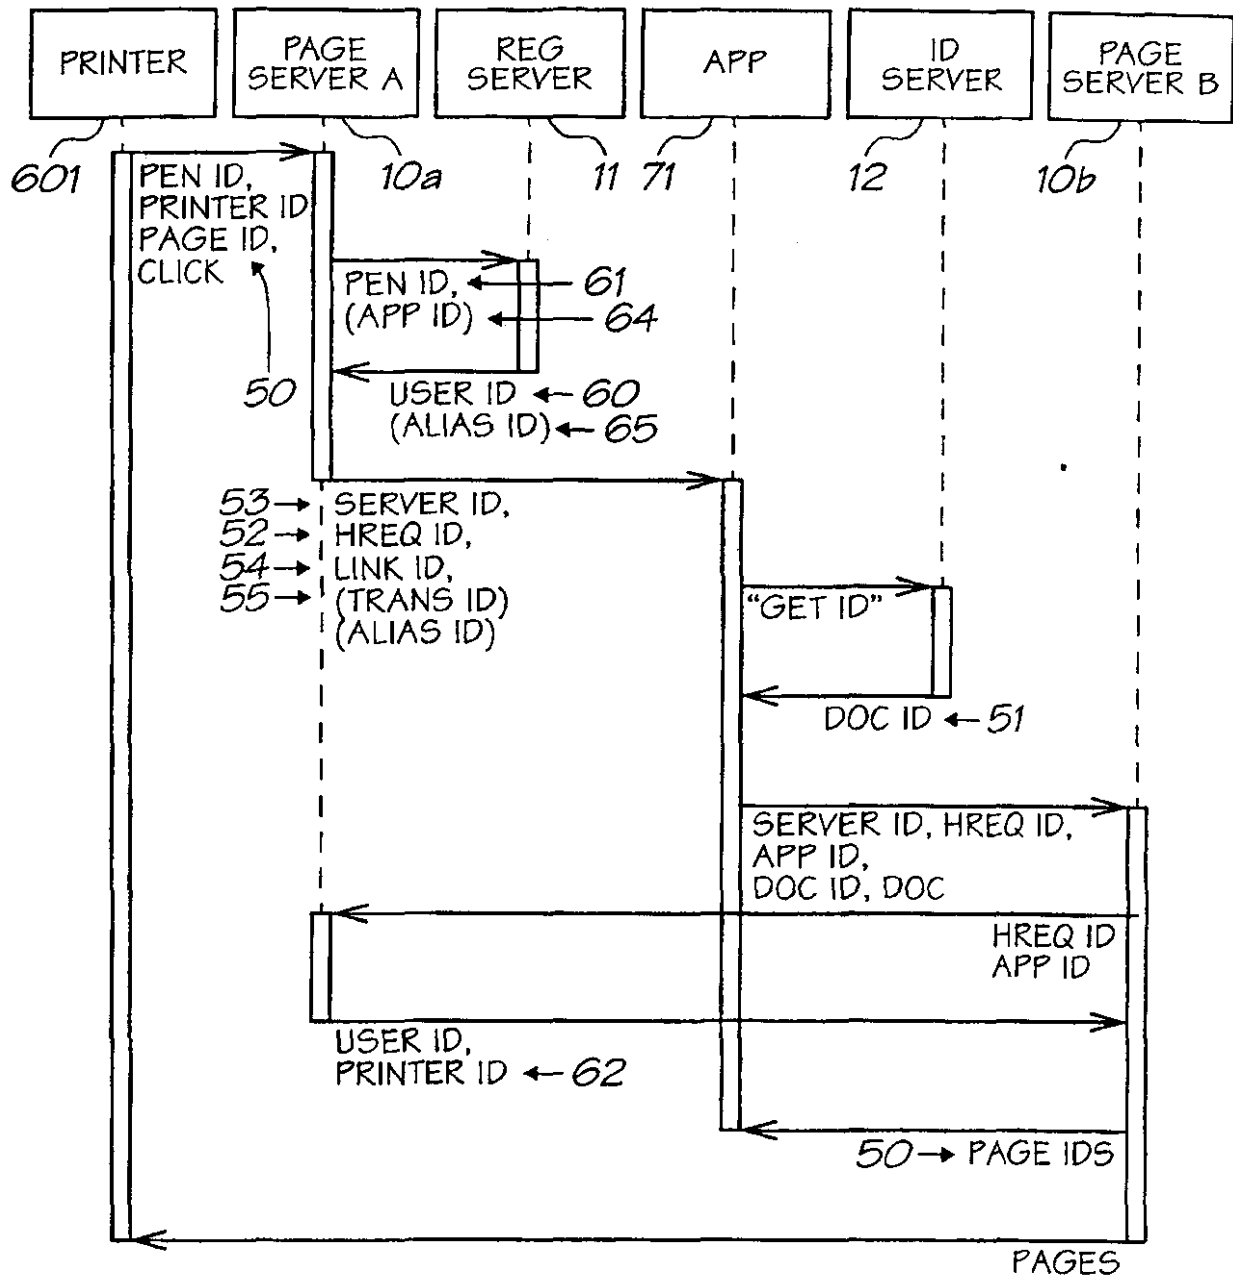 PRINTER
PAGE
SERVER A
REG
SERVER
APP
ID
SERVER
PAGE
SERVER B
601
10a
11
71
12
10b
PEN ID,
PRINTER ID
PAGE ID,
CLICK
50
PEN ID, 61
(APP ID) 64
USER ID 60
(ALIAS ID) 65
53 SERVER ID,
52 HREQ ID,
54 LINK ID,
55 (TRANS ID)
(ALIAS ID)
"GET ID"
DOC ID 51
SERVER ID, HREQ ID,
APP ID,
DOC ID, DOC
HREQ ID
APP ID
USER ID,
PRINTER ID 62
50 PAGE IDS
PAGES